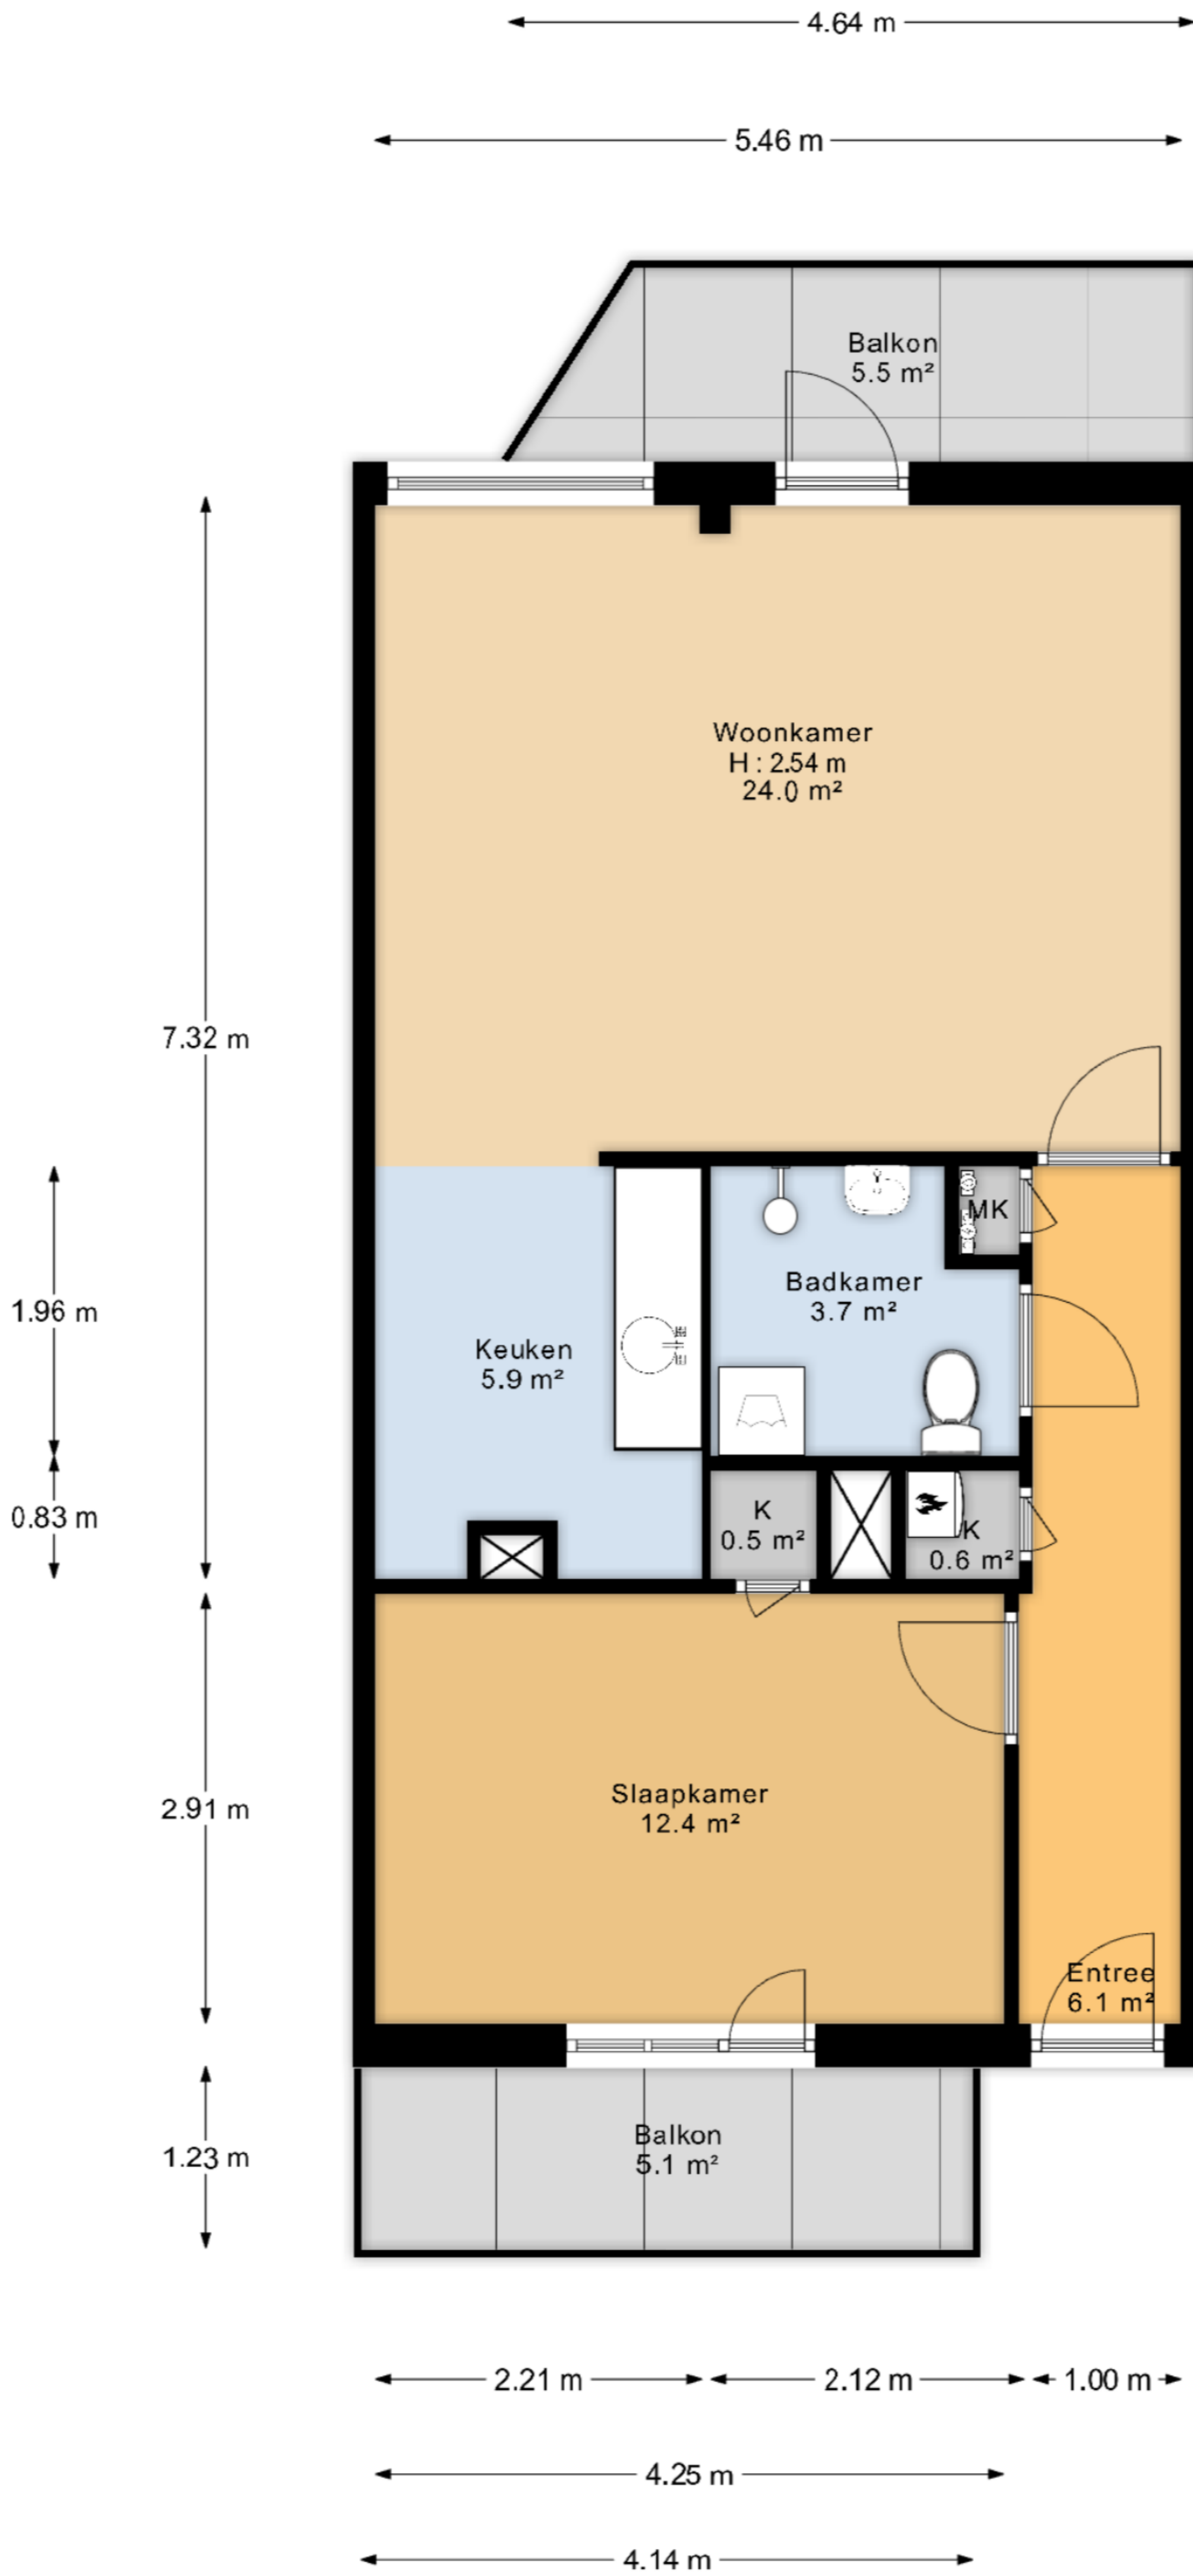 4.64 m
5.46 m
Balkon
5.5 m²
Woonkamer
H : 2.54 m
24.0 m²
7.32 m
MK
Badkamer
3.7 m²
1.96 m
Keuken
5.9 m²
K
0.5 m²
K
0.6 m²
0.83 m
Slaapkamer
12.4 m²
2.91 m
Entree
6.1 m²
Balkon
5.1 m²
1.23 m
2.21 m
2.12 m
1.00 m
4.25 m
4.14 m